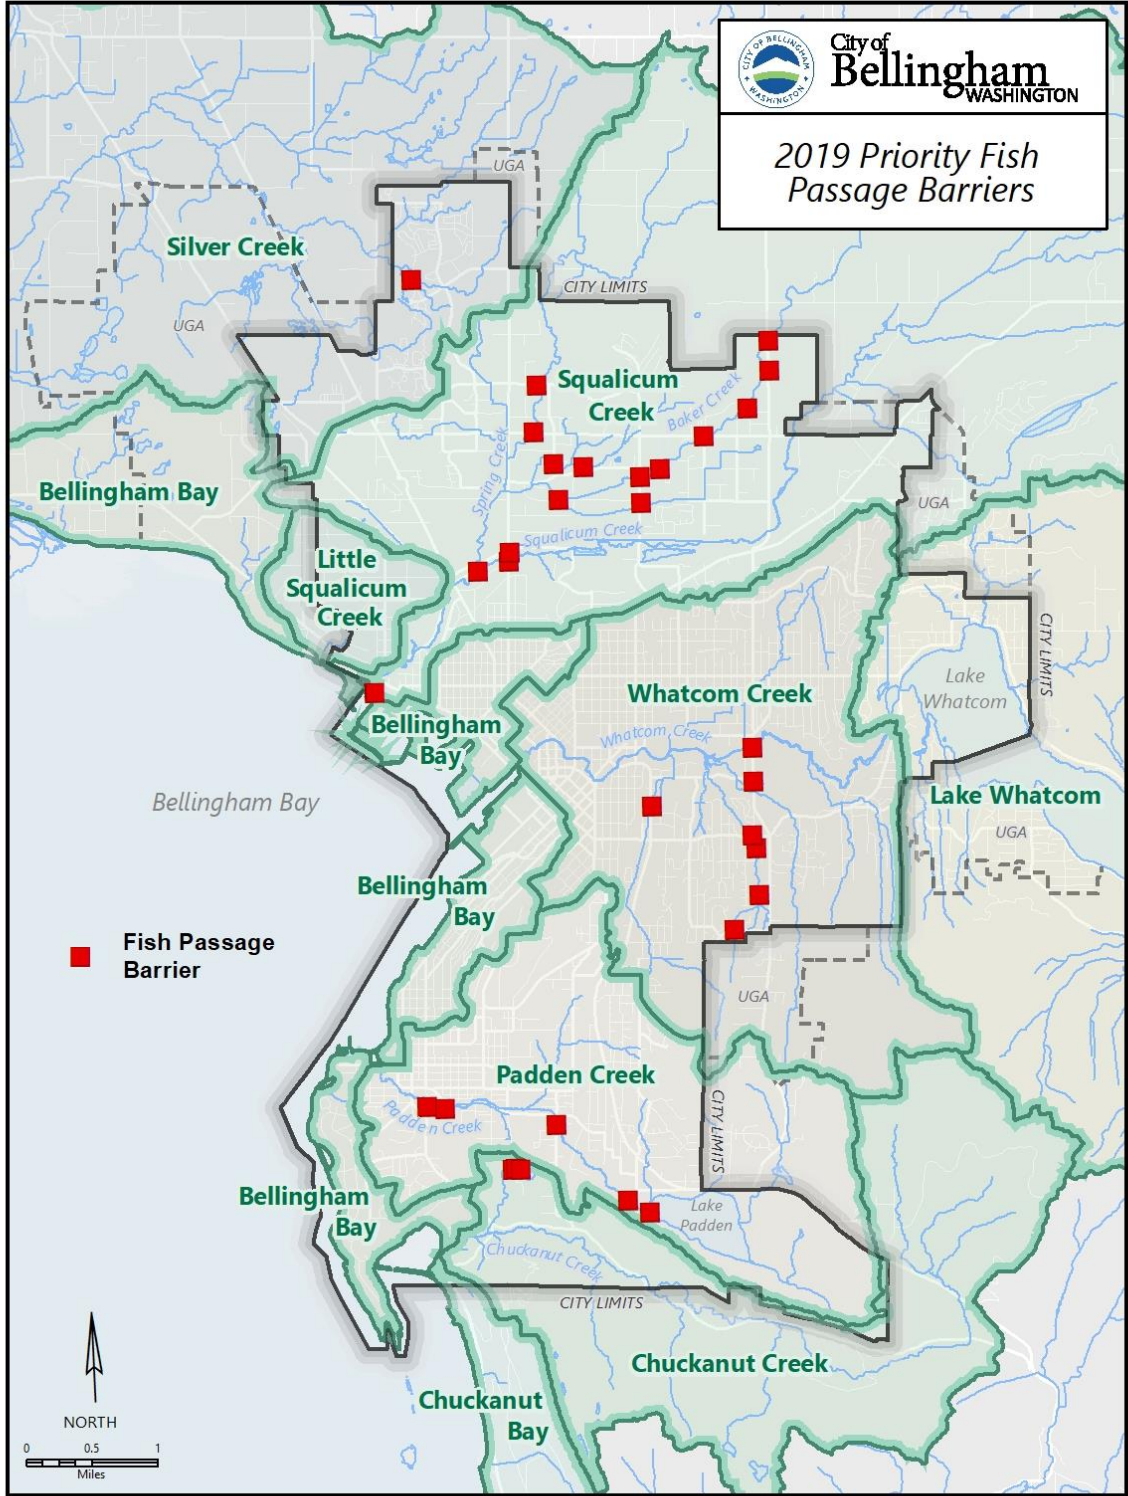 CITY OF BELLINGHAM
WASHINGTON
City of
Bellingham
WASHINGTON
2019 Priority Fish
Passage Barriers
UGA
Silver Creek
CITY LIMITS
UGA
Squalicum
Creek
Baker Creek
Spring Creek
Bellingham Bay
UGA
Squalicum Creek
Little
Squalicum
Creek
CITY LIMITS
Lake
Whatcom
Whatcom Creek
Bellingham
Bay
Whatcom Creek
Bellingham Bay
Lake Whatcom
UGA
Bellingham
Bay
Fish Passage
Barrier
UGA
Padden Creek
CITY LIMITS
Padden Creek
Bellingham
Bay
Lake
Padden
Chuckanut Creek
CITY LIMITS
Chuckanut Creek
Chuckanut
Bay
NORTH
0 0.5 1
Miles